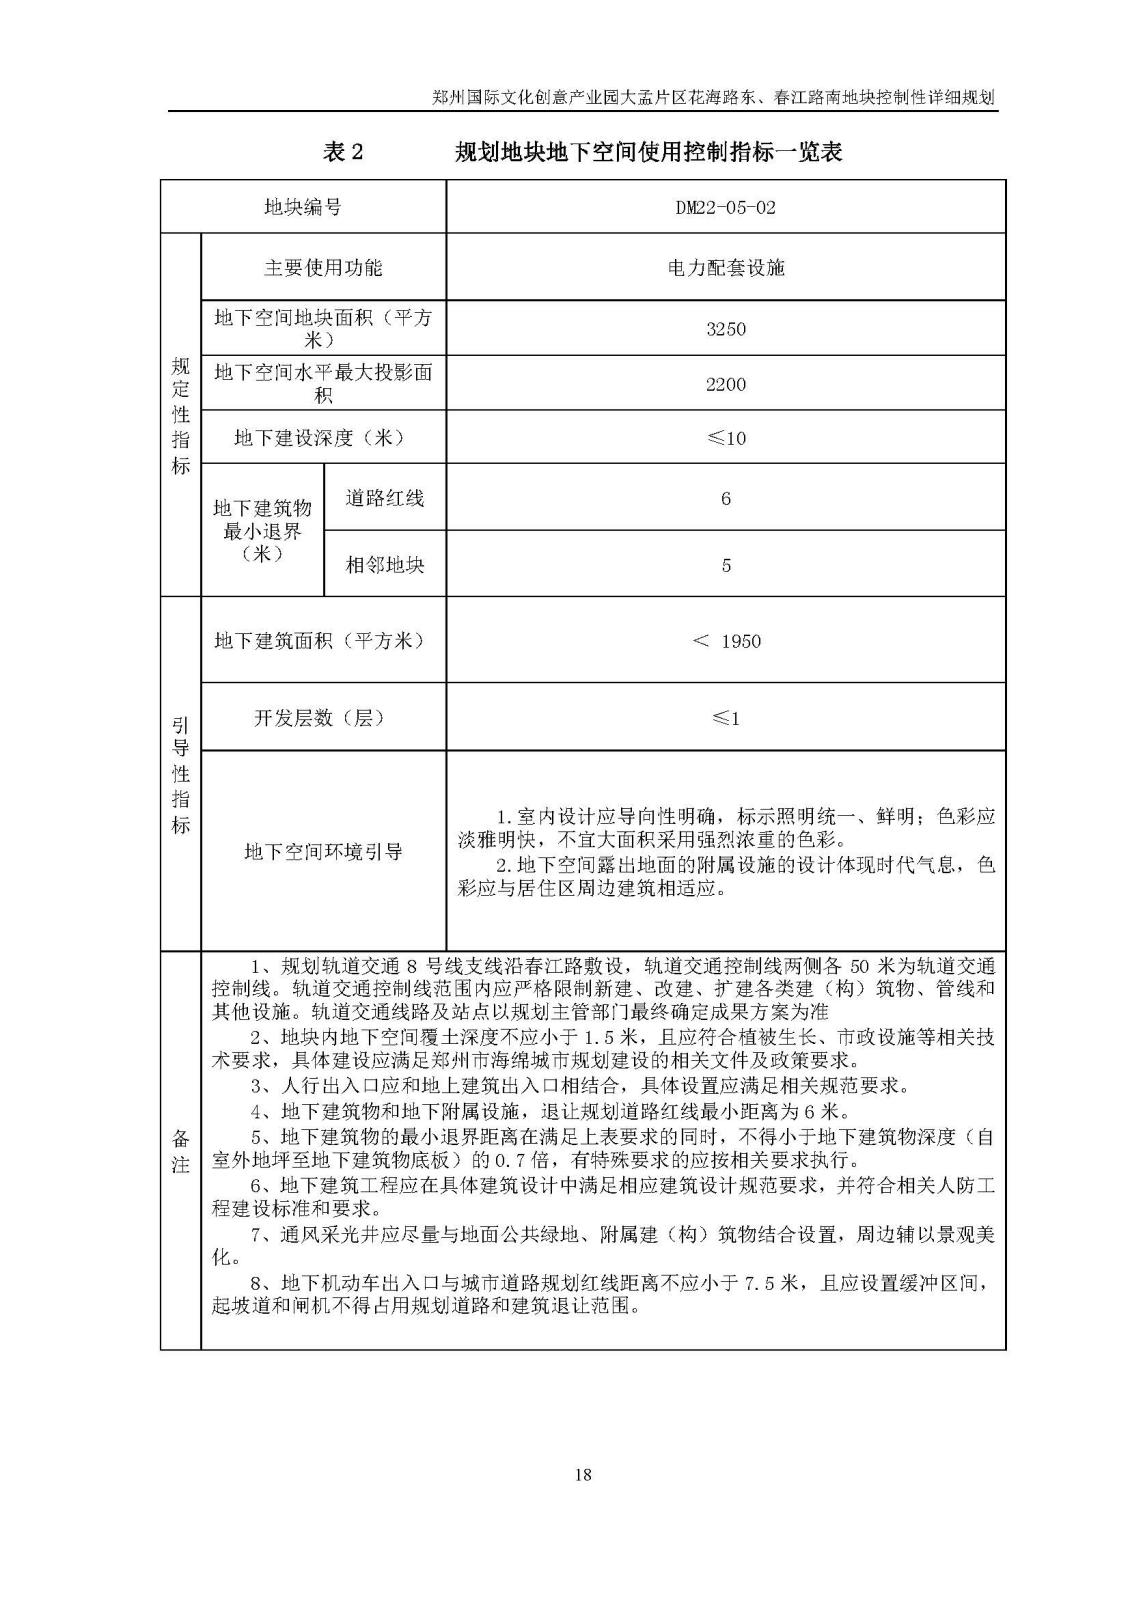 郑州国际文化创意产业园大孟片区花海路东、春江路南地块控制性详细规划
表 2 规划地块地下空间使用控制指标一览表
地块编号 DM22-05-02
规定性指标
主要使用功能 电力配套设施
地下空间地块面积（平方
米） 3250
地下空间水平最大投影面
积 2200
地下建设深度（米） ≤10
地下建筑物
最小退界
（米）
道路红线 6
相邻地块 5
引导性指标
地下建筑面积（平方米） ＜ 1950
开发层数（层） ≤1
地下空间环境引导
1.室内设计应导向性明确，标示照明统一、鲜明；色彩应
淡雅明快，不宜大面积采用强烈浓重的色彩。
2.地下空间露出地面的附属设施的设计体现时代气息，色
彩应与居住区周边建筑相适应。
备注
1、规划轨道交通 8 号线支线沿春江路敷设，轨道交通控制线两侧各 50 米为轨道交通
控制线。轨道交通控制线范围内应严格限制新建、改建、扩建各类建（构）筑物、管线和
其他设施。轨道交通线路及站点以规划主管部门最终确定成果方案为准
2、地块内地下空间覆土深度不应小于 1.5 米，且应符合植被生长、市政设施等相关技
术要求，具体建设应满足郑州市海绵城市规划建设的相关文件及政策要求。
3、人行出入口应和地上建筑出入口相结合，具体设置应满足相关规范要求。
4、地下建筑物和地下附属设施，退让规划道路红线最小距离为 6 米。
5、地下建筑物的最小退界距离在满足上表要求的同时，不得小于地下建筑物深度（自
室外地坪至地下建筑物底板）的 0.7 倍，有特殊要求的应按相关要求执行。
6、地下建筑工程应在具体建筑设计中满足相应建筑设计规范要求，并符合相关人防工
程建设标准和要求。
7、通风采光井应尽量与地面公共绿地、附属建（构）筑物结合设置，周边辅以景观美
化。
8、地下机动车出入口与城市道路规划红线距离不应小于 7.5 米，且应设置缓冲区间，
起坡道和闸机不得占用规划道路和建筑退让范围。
18